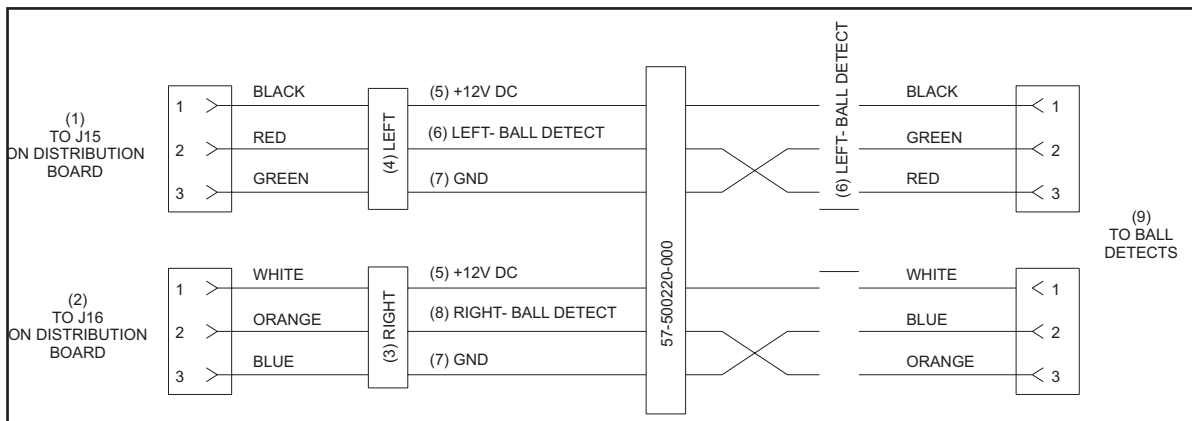 (1)
TO J15
ON DISTRIBUTION
BOARD
1
2
3
BLACK
RED
GREEN
(4) LEFT
(5) +12V DC
(6) LEFT- BALL DETECT
(7) GND
57-500220-000
(6) LEFT- BALL DETECT
BLACK
GREEN
RED
1
2
3
(2)
TO J16
ON DISTRIBUTION
BOARD
1
2
3
WHITE
ORANGE
BLUE
(3) RIGHT
(5) +12V DC
(8) RIGHT- BALL DETECT
(7) GND
WHITE
BLUE
ORANGE
1
2
3
(9)
TO BALL
DETECTS